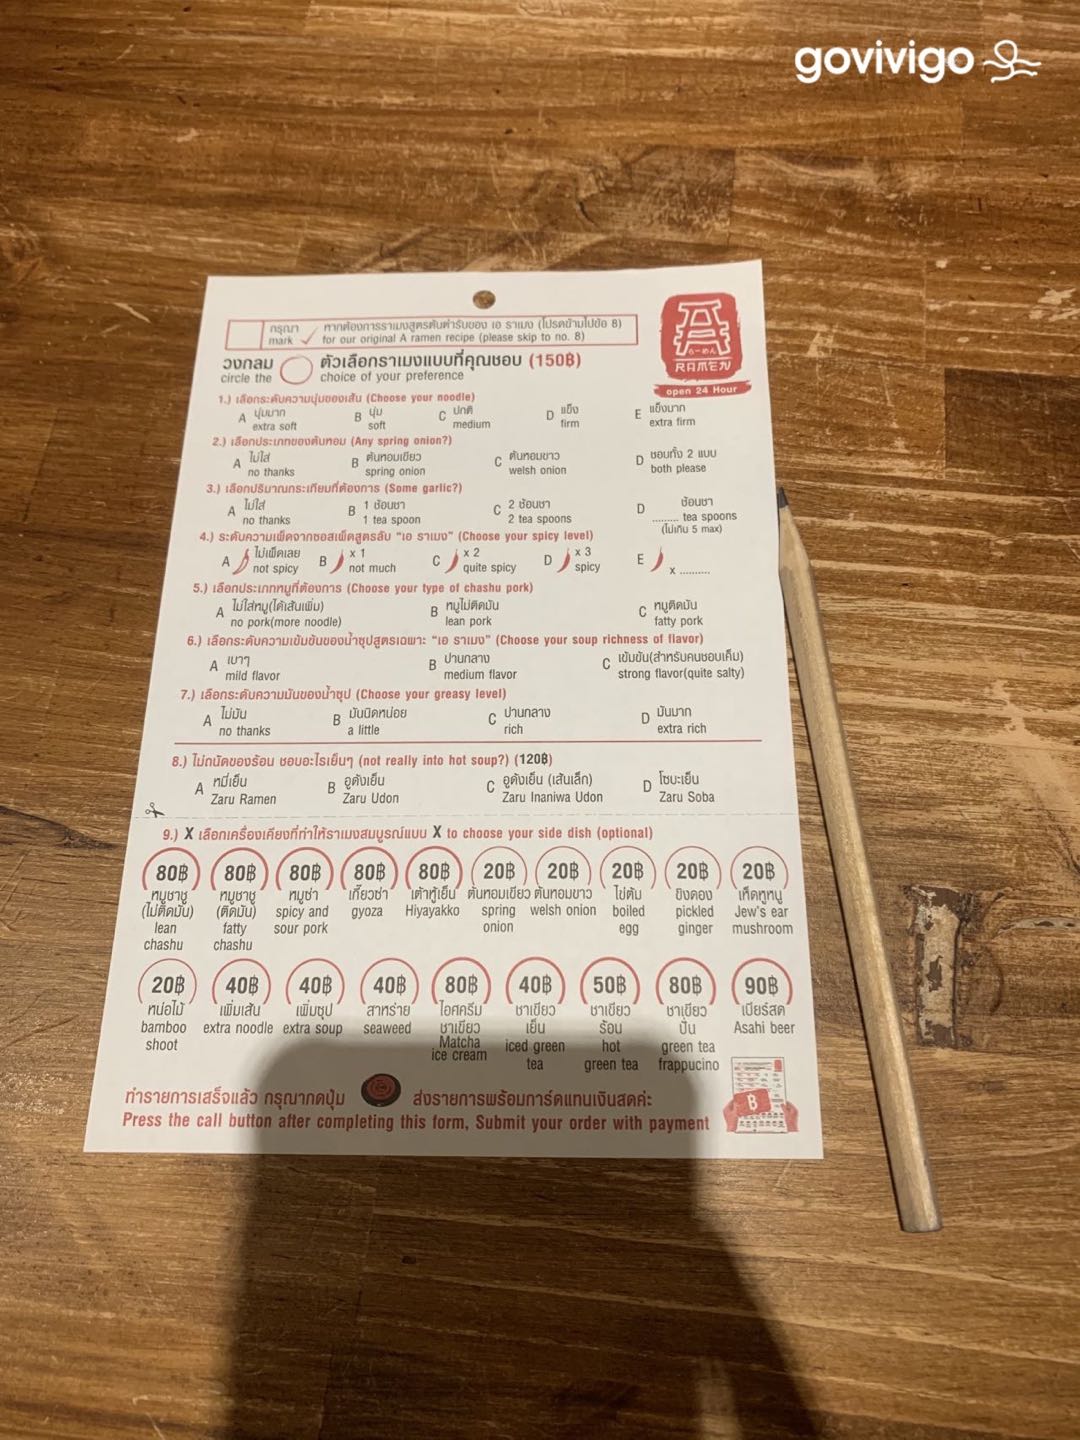 govivigo
กรุณา หากต้องการราเมงสูตรต้นตำรับของ เอ ราเมง (โปรดข้ามไปข้อ 8)
mark ✓ for our original A ramen recipe (please skip to no. 8)
らーめん
RAMEN
open 24 Hour
วงกลม ตัวเลือกราเมงแบบที่คุณชอบ (150฿)
circle the choice of your preference
1.) เลือกระดับความนุ่มของเส้น (Choose your noodle)
A นุ่มมาก B นุ่ม C ปกติ D แข็ง E แข็งมาก
extra soft soft medium firm extra firm
2.) เลือกประเภทของต้นหอม (Any spring onion?)
A ไม่ใส่ B ต้นหอมเขียว C ต้นหอมขาว D ชอบทั้ง 2 แบบ
no thanks spring onion welsh onion both please
3.) เลือกปริมาณกระเทียมที่ต้องการ (Some garlic?)
A ไม่ใส่ B 1 ช้อนชา C 2 ช้อนชา D ช้อนชา
no thanks 1 tea spoon 2 tea spoons ......... tea spoons
(ไม่เกิน 5 max)
4.) ระดับความเผ็ดจากซอสเผ็ดสูตรลับ "เอ ราเมง" (Choose your spicy level)
A ไม่เผ็ดเลย B x 1 C x 2 D x 3 E
not spicy not much quite spicy spicy x ..........
5.) เลือกประเภทหมูที่ต้องการ (Choose your type of chashu pork)
A ไม่ใส่หมู(ได้เส้นเพิ่ม) B หมูไม่ติดมัน C หมูติดมัน
no pork(more noodle) lean pork fatty pork
6.) เลือกระดับความเข้มข้นของน้ำซุปสูตรเฉพาะ "เอ ราเมง" (Choose your soup richness of flavor)
A เบาๆ B ปานกลาง C เข้มข้น(สำหรับคนชอบเค็ม)
mild flavor medium flavor strong flavor(quite salty)
7.) เลือกระดับความมันของน้ำซุป (Choose your greasy level)
A ไม่มัน B มันนิดหน่อย C ปานกลาง D มันมาก
no thanks a little rich extra rich
8.) ไม่ถนัดของร้อน ชอบอะไรเย็นๆ (not really into hot soup?) (120฿)
A หมี่เย็น B อูด้งเย็น C อูด้งเย็น (เส้นเล็ก) D โซบะเย็น
Zaru Ramen Zaru Udon Zaru Inaniwa Udon Zaru Soba
9.) X เลือกเครื่องเคียงที่ทำให้ราเมงสมบูรณ์แบบ X to choose your side dish (optional)
80฿ 80฿ 80฿ 80฿ 80฿ 20฿ 20฿ 20฿ 20฿ 20฿
หมูชาชู หมูชาชู หมูซ่า เกี๊ยวซ่า เต้าหู้เย็น ต้นหอมเขียว ต้นหอมขาว ไข่ต้ม ขิงดอง เห็ดหูหนู
(ไม่ติดมัน) (ติดมัน) spicy and gyoza Hiyayakko spring welsh onion boiled pickled Jew's ear
lean fatty sour pork onion egg ginger mushroom
chashu chashu
20฿ 40฿ 40฿ 40฿ 80฿ 40฿ 50฿ 80฿ 90฿
หน่อไม้ เพิ่มเส้น เพิ่มซุป สาหร่าย ไอศครีม ชาเขียว ชาเขียว ชาเขียว เบียร์สด
bamboo extra noodle extra soup seaweed ชาเขียว เย็น ร้อน ปั่น Asahi beer
shoot Matcha iced green hot green tea
ice cream tea green tea frappucino
ทำรายการเสร็จแล้ว กรุณากดปุ่ม ส่งรายการพร้อมการ์ดแทนเงินสดค่ะ
Press the call button after completing this form, Submit your order with payment
฿